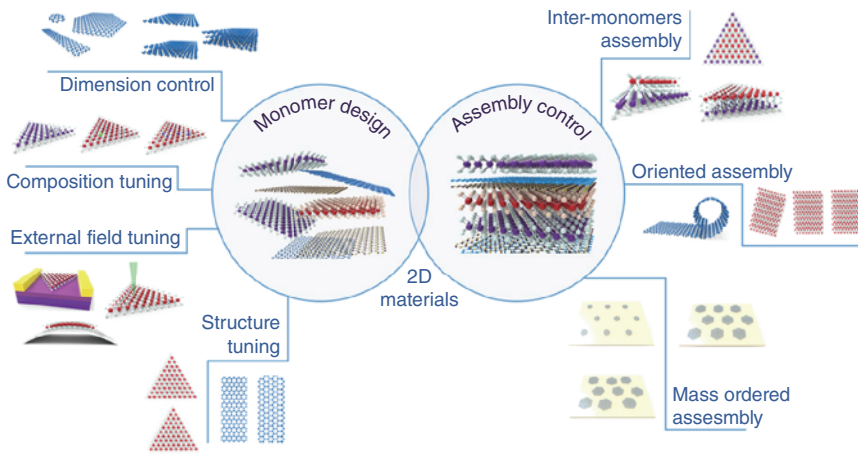 Dimension control
Composition tuning
External field tuning
Structure
tuning
Monomer design
Assembly control
2D
materials
Inter-monomers
assembly
Oriented assembly
Mass ordered
assesmbly